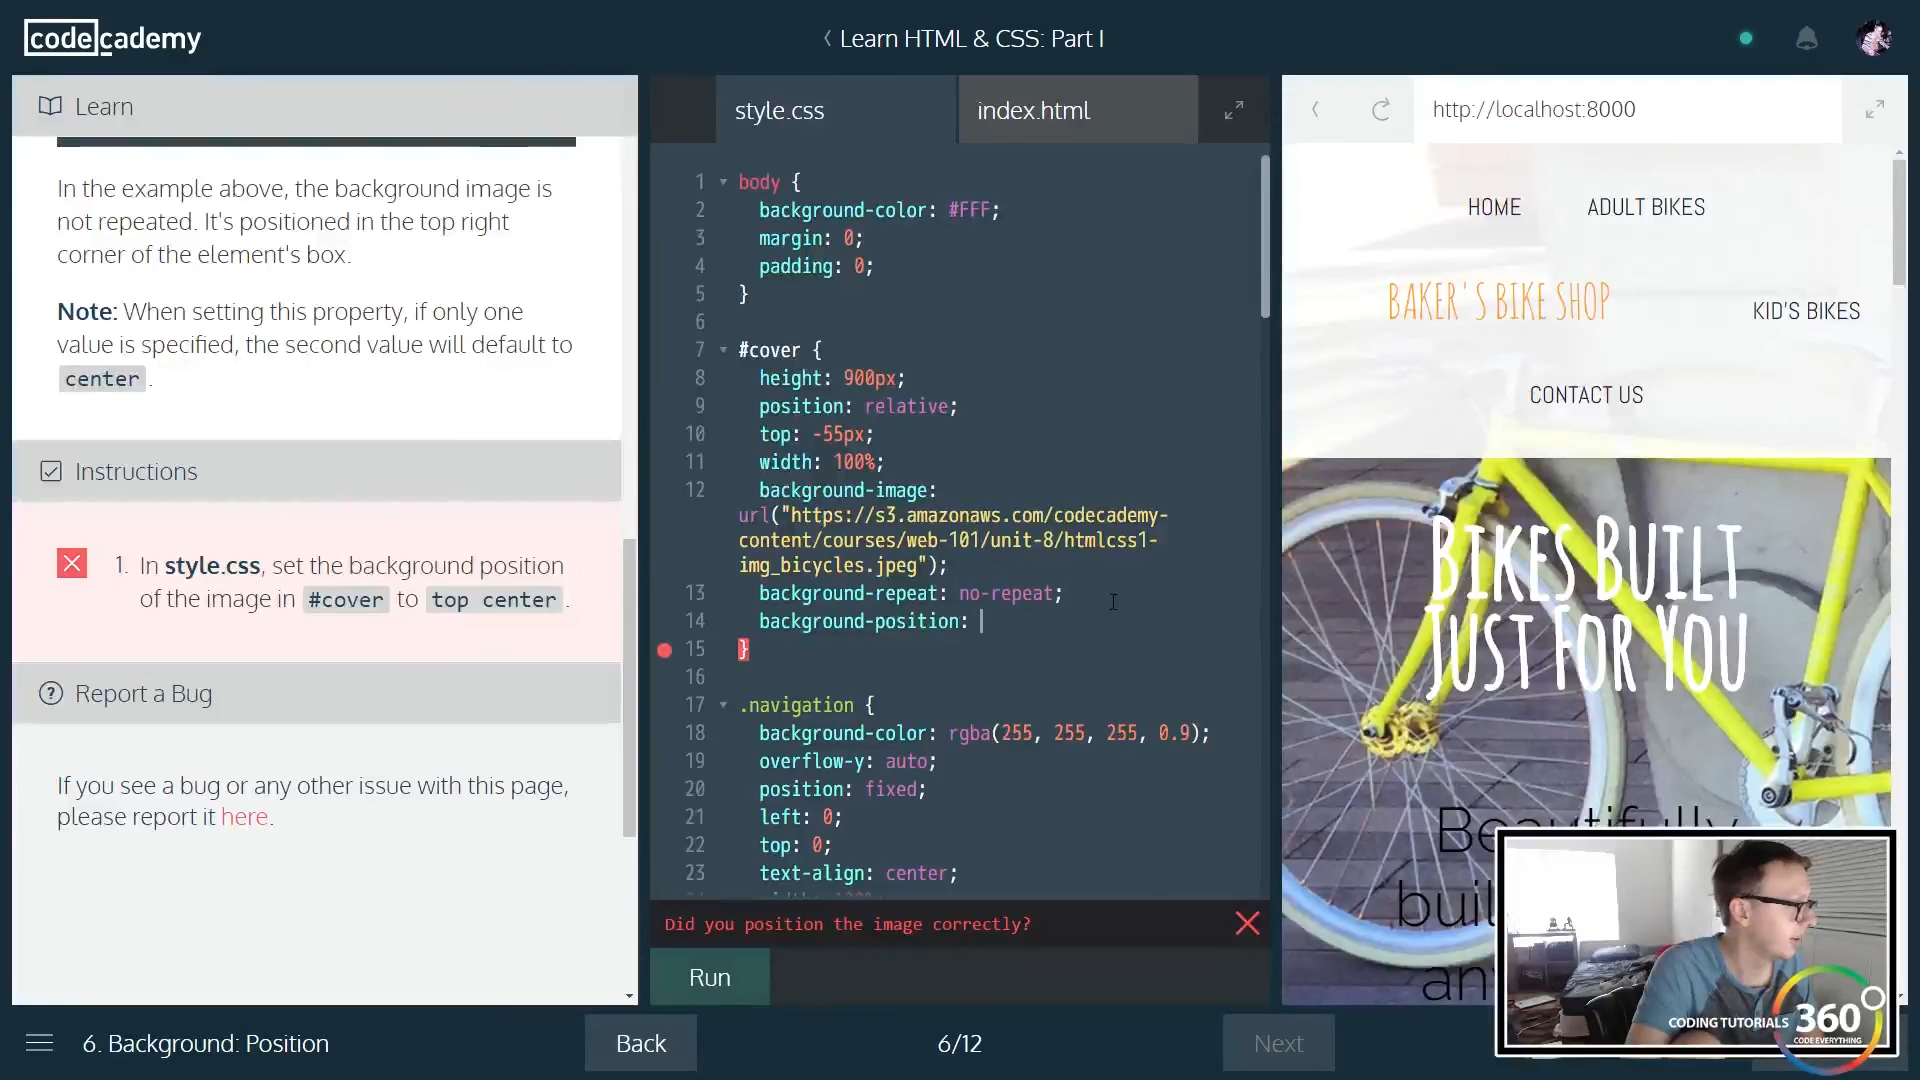 codecademy
Learn HTML & CSS: Part I
Learn
In the example above, the background image is
not repeated. It's positioned in the top right
corner of the element's box.
Note: When setting this property, if only one
value is specified, the second value will default to
center.
Instructions
1. In style.css, set the background position
of the image in #cover to top center.
Report a Bug
If you see a bug or any other issue with this page,
please report it here.
style.css
index.html
1 body {
2 background-color: #FFF;
3 margin: 0;
4 padding: 0;
5 }
6
7 #cover {
8 height: 900px;
9 position: relative;
10 top: -55px;
11 width: 100%;
12 background-image:
url("https://s3.amazonaws.com/codecademy-
content/courses/web-101/unit-8/htmlcss1-
img_bicycles.jpeg");
13 background-repeat: no-repeat;
14 background-position:
15 }
16
17 .navigation {
18 background-color: rgba(255, 255, 255, 0.9);
19 overflow-y: auto;
20 position: fixed;
21 left: 0;
22 top: 0;
23 text-align: center;
Did you position the image correctly?
Run
http://localhost:8000
HOME
ADULT BIKES
BAKER'S BIKE SHOP
KID'S BIKES
CONTACT US
BIKES BUILT
JUST FOR YOU
Beautifully
CODING TUTORIALS 360°
CODE EVERYTHING
6. Background: Position
Back
6/12
Next